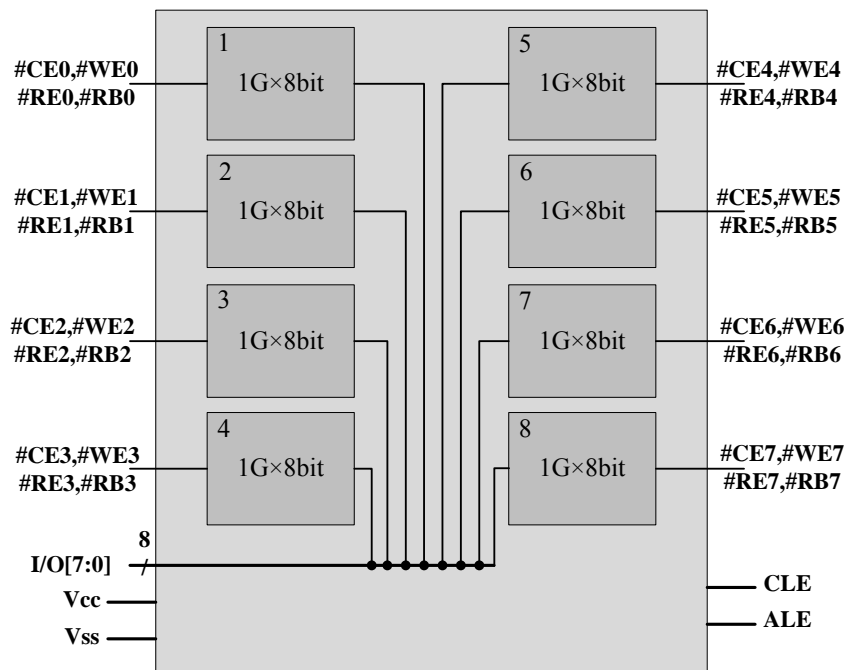 1
1G×8bit
#CE0,#WE0
#RE0,#RB0
5
1G×8bit
#CE4,#WE4
#RE4,#RB4
2
1G×8bit
#CE1,#WE1
#RE1,#RB1
6
1G×8bit
#CE5,#WE5
#RE5,#RB5
3
1G×8bit
#CE2,#WE2
#RE2,#RB2
7
1G×8bit
#CE6,#WE6
#RE6,#RB6
4
1G×8bit
#CE3,#WE3
#RE3,#RB3
8
1G×8bit
#CE7,#WE7
#RE7,#RB7
8
I/O[7:0]
Vcc
Vss
CLE
ALE